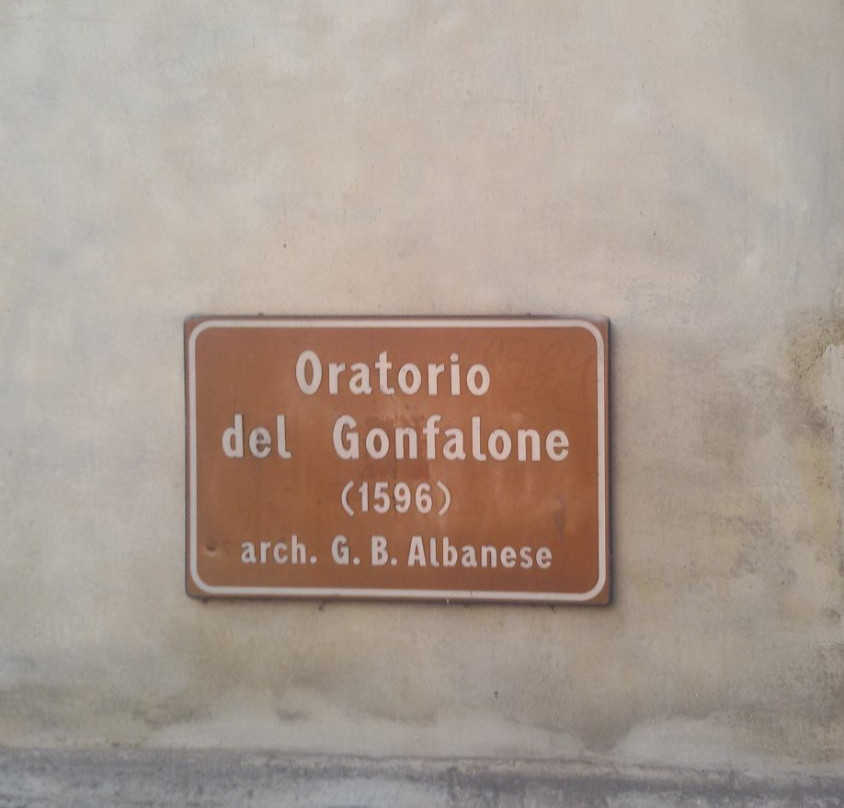 Oratorio
del Gonfalone
(1596)
arch. G. B. Albanese